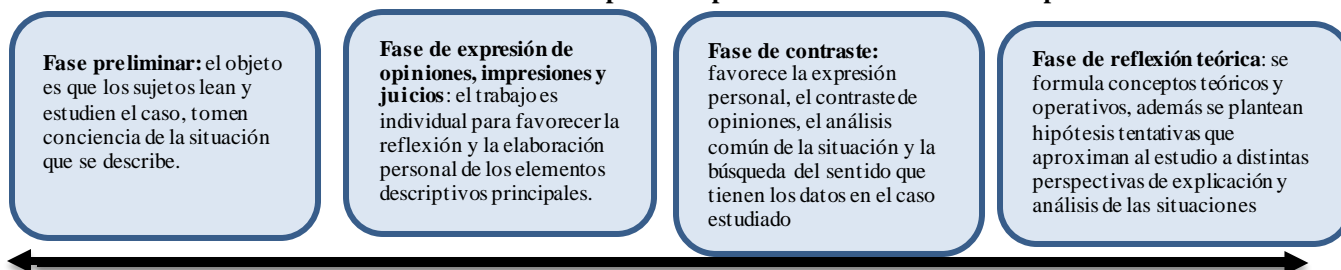 Fase preliminar: el objeto
es que los sujetos lean y
estudien el caso, tomen
conciencia de la situación
que se describe.
Fase de expresión de
opiniones, impresiones y
juicios: el trabajo es
individual para favorecer la
reflexión y la elaboración
personal de los elementos
descriptivos principales.
Fase de contraste:
favorece la expresión
personal, el contraste de
opiniones, el análisis
común de la situación y la
búsqueda del sentido que
tienen los datos en el caso
estudiado
Fase de reflexión teórica: se
formula conceptos teóricos y
operativos, además se plantean
hipótesis tentativas que
aproximan al estudio a distintas
perspectivas de explicación y
análisis de las situaciones